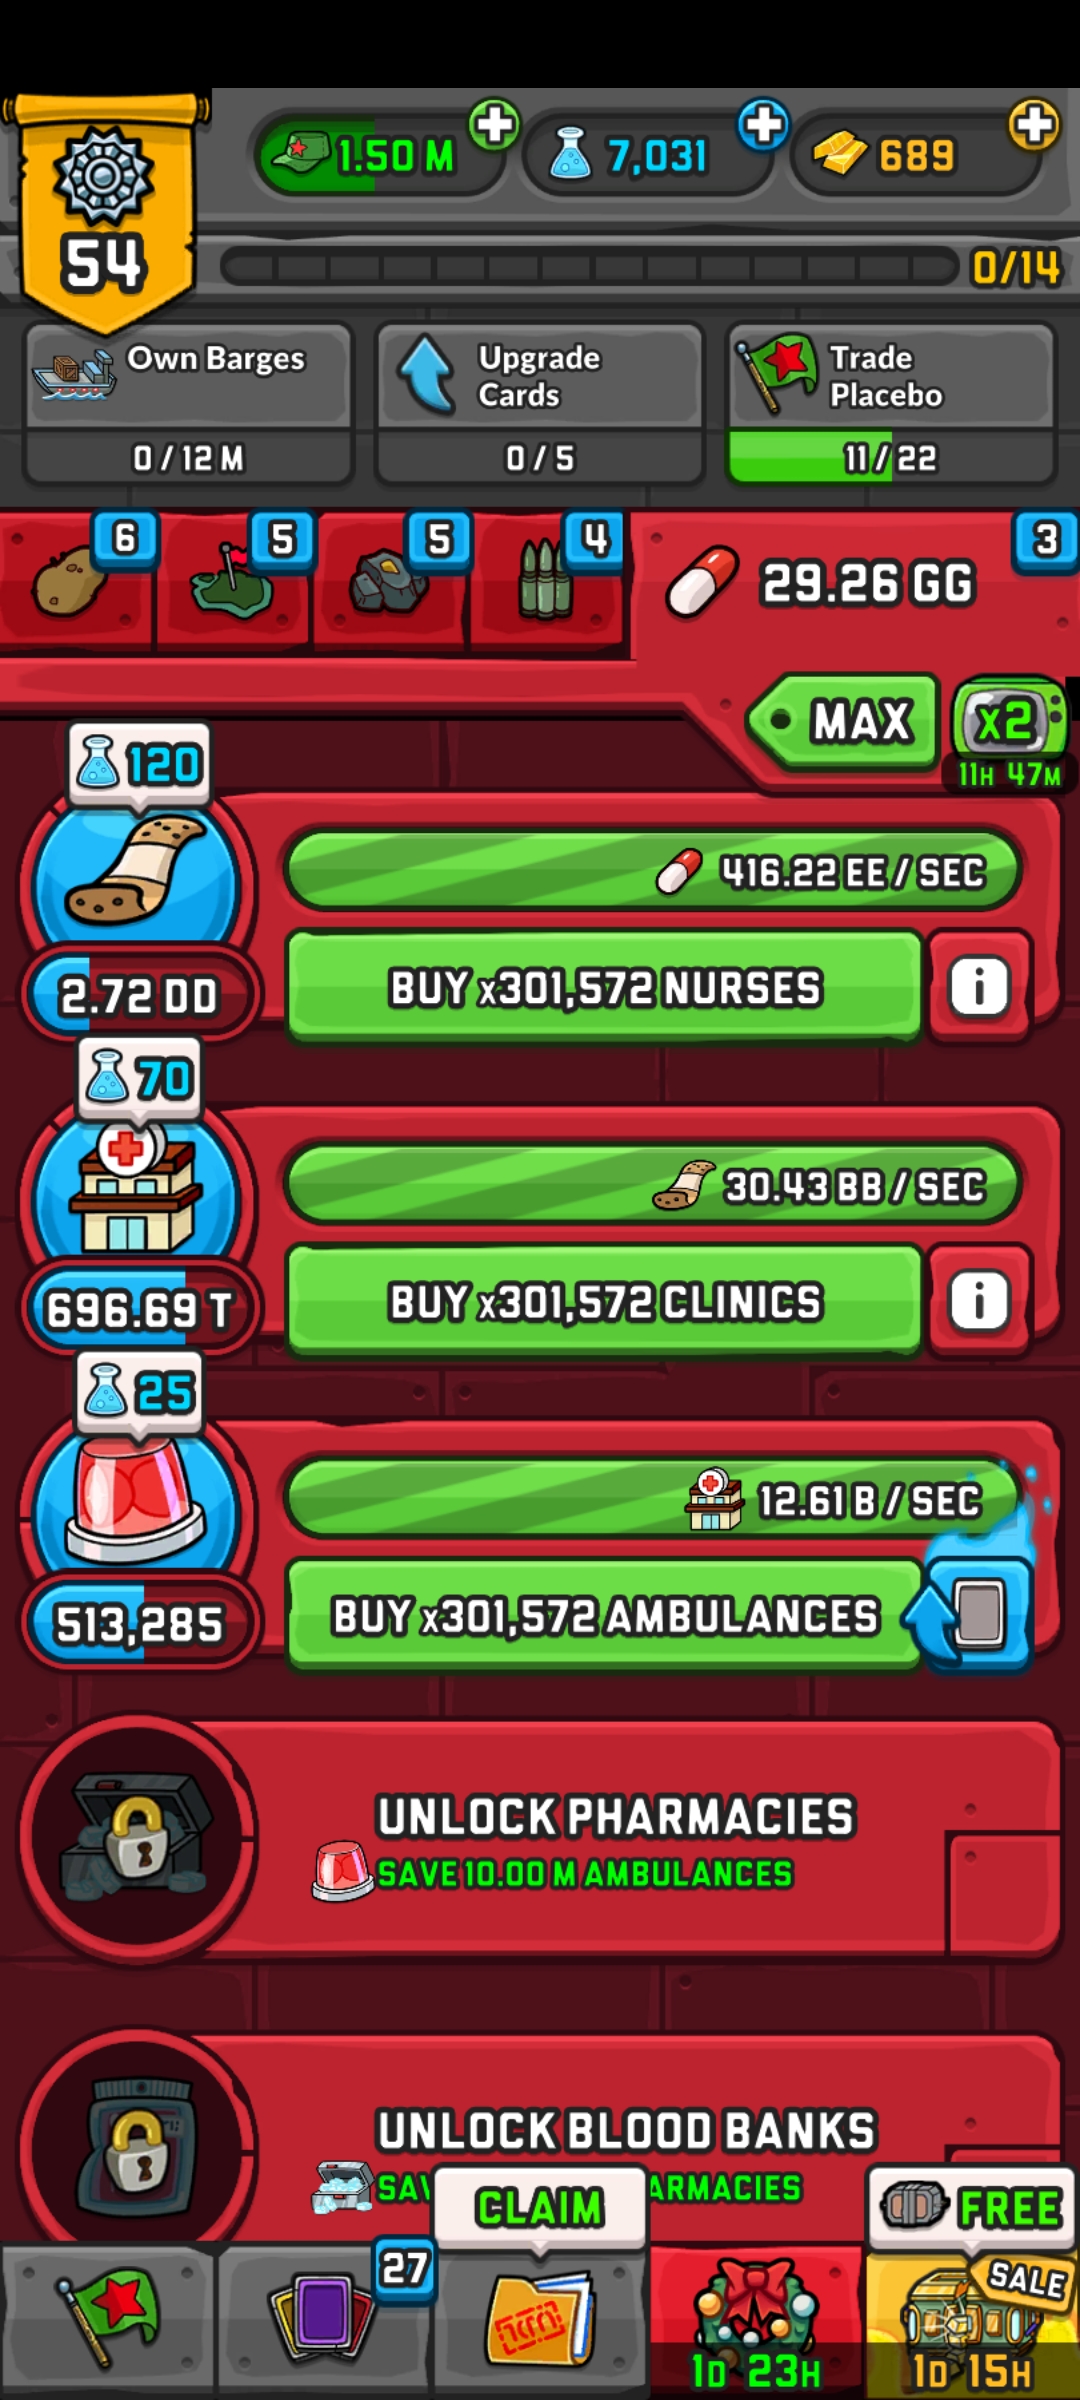 1.50 M
7,031
689
54
0/14
Own Barges
0 / 12 M
Upgrade
Cards
0 / 5
Trade
Placebo
11 / 22
6
5
5
4
3
29.26 GG
MAX
x2
11H 47M
120
416.22 EE / SEC
2.72 DD
BUY x301,572 NURSES
i
70
30.43 BB / SEC
696.69 T
BUY x301,572 CLINICS
i
25
12.61 B / SEC
513,285
BUY x301,572 AMBULANCES
UNLOCK PHARMACIES
SAVE 10.00 M AMBULANCES
UNLOCK BLOOD BANKS
CLAIM
FREE
27
SALE
1D 23H
1D 15H